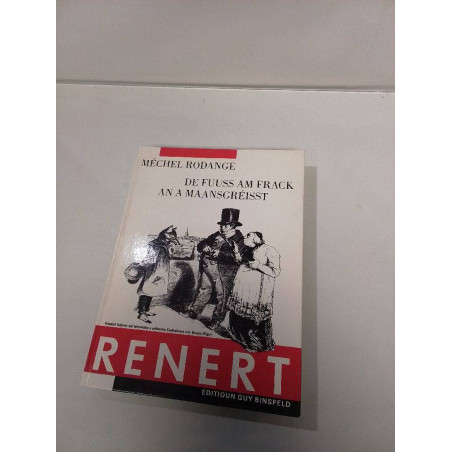 MÉCHEL RODANGE
DE FUUSS AM FRACK
AN A MAANSGRÉISST
RENERT
EDITIOUN GUY BINSFELD